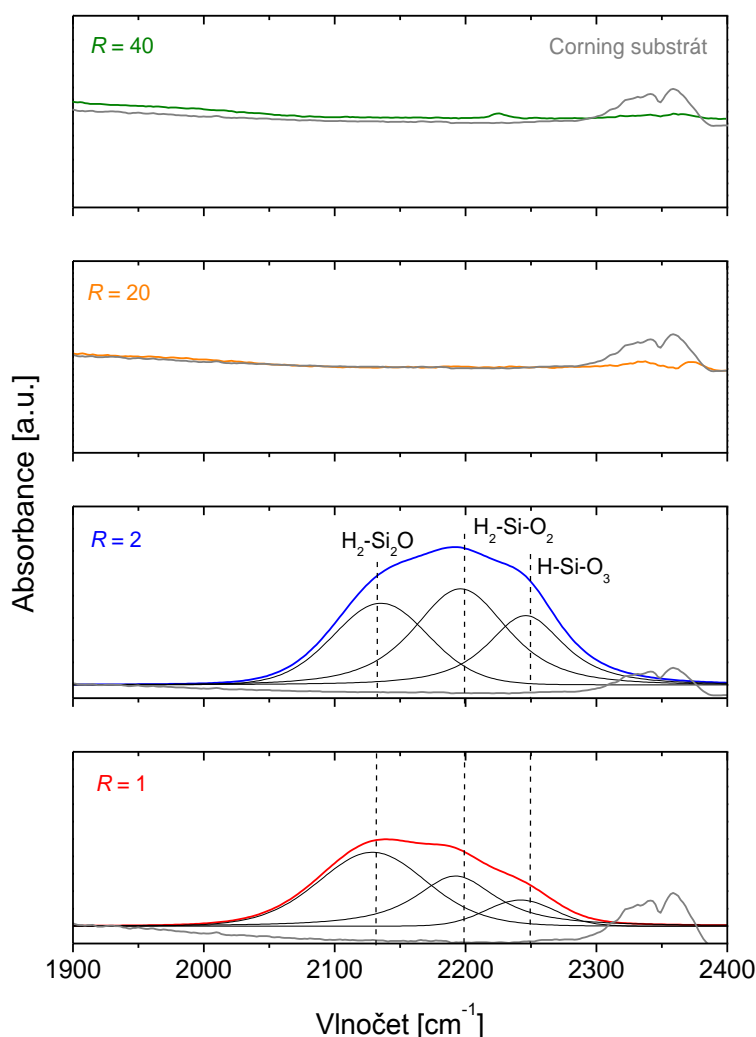 R = 40
Corning substrát
R = 20
R = 2
H₂-Si₂O
H₂-Si-O₂
H-Si-O₃
R = 1
1900 2000 2100 2200 2300 2400
Vlnočet [cm⁻¹]
Absorbance [a.u.]